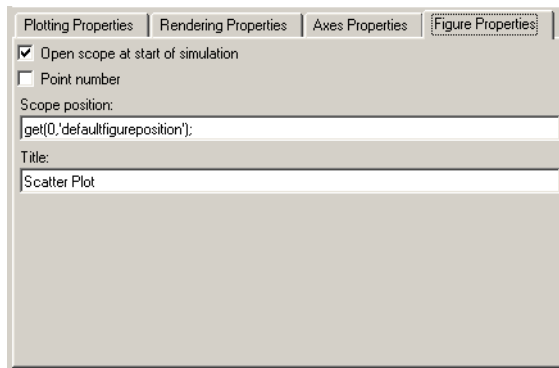 Plotting Properties Rendering Properties Axes Properties Figure Properties
Open scope at start of simulation
Point number
Scope position:
get(0,'defaultfigureposition');
Title:
Scatter Plot